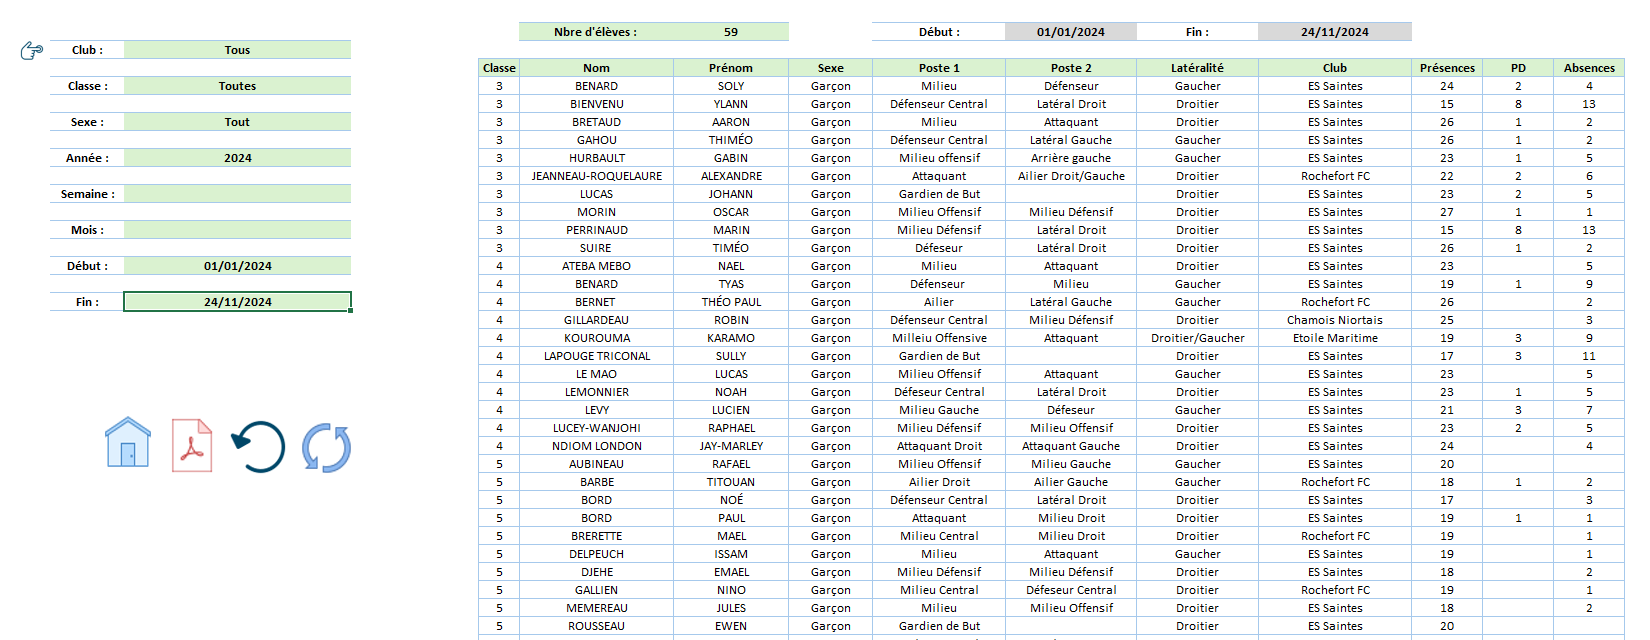 Nbre d'élèves : 59 Début : 01/01/2024 Fin : 24/11/2024
Club : Tous
Classe : Toutes
Sexe : Tout
Année : 2024
Semaine :
Mois :
Début : 01/01/2024
Fin : 24/11/2024
Classe Nom Prénom Sexe Poste 1 Poste 2 Latéralité Club Présences PD Absences
3 BENARD SOLY Garçon Milieu Défenseur Gaucher ES Saintes 24 2 4
3 BIENVENU YLANN Garçon Défenseur Central Latéral Droit Droitier ES Saintes 15 8 13
3 BRETAUD AARON Garçon Milieu Attaquant Droitier ES Saintes 26 1 2
3 GAHOU THIMÉO Garçon Défenseur Central Latéral Gauche Gaucher ES Saintes 26 1 2
3 HURBAULT GABIN Garçon Milieu offensif Arrière gauche Gaucher ES Saintes 23 1 5
3 JEANNEAU-ROQUELAURE ALEXANDRE Garçon Attaquant Ailier Droit/Gauche Droitier Rochefort FC 22 2 6
3 LUCAS JOHANN Garçon Gardien de But Droitier ES Saintes 23 2 5
3 MORIN OSCAR Garçon Milieu Offensif Milieu Défensif Droitier ES Saintes 27 1 1
3 PERRINAUD MARIN Garçon Milieu Défensif Latéral Droit Droitier ES Saintes 15 8 13
3 SUIRE TIMÉO Garçon Défeseur Latéral Droit Droitier ES Saintes 26 1 2
4 ATEBA MEBO NAEL Garçon Milieu Attaquant Droitier ES Saintes 23 5
4 BENARD TYAS Garçon Défenseur Milieu Gaucher ES Saintes 19 1 9
4 BERNET THÉO PAUL Garçon Ailier Latéral Gauche Gaucher Rochefort FC 26 2
4 GILLARDEAU ROBIN Garçon Défenseur Central Milieu Défensif Droitier Chamois Niortais 25 3
4 KOUROUMA KARAMO Garçon Milleiu Offensive Attaquant Droitier/Gaucher Etoile Maritime 19 3 9
4 LAPOUGE TRICONAL SULLY Garçon Gardien de But Droitier ES Saintes 17 3 11
4 LE MAO LUCAS Garçon Milieu Offensif Attaquant Gaucher ES Saintes 23 5
4 LEMONNIER NOAH Garçon Défeseur Central Latéral Droit Droitier ES Saintes 23 1 5
4 LEVY LUCIEN Garçon Milieu Gauche Défeseur Gaucher ES Saintes 21 3 7
4 LUCEY-WANJOHI RAPHAEL Garçon Milieu Défensif Milieu Offensif Droitier ES Saintes 23 2 5
4 NDIOM LONDON JAY-MARLEY Garçon Attaquant Droit Attaquant Gauche Droitier ES Saintes 24 4
5 AUBINEAU RAFAEL Garçon Milieu Offensif Milieu Gauche Gaucher ES Saintes 20
5 BARBE TITOUAN Garçon Ailier Droit Ailier Gauche Gaucher Rochefort FC 18 1 2
5 BORD NOÉ Garçon Défenseur Central Latéral Droit Droitier ES Saintes 17 3
5 BORD PAUL Garçon Attaquant Milieu Droit Droitier ES Saintes 19 1 1
5 BRERETTE MAEL Garçon Milieu Central Milieu Droit Droitier Rochefort FC 19 1
5 DELPEUCH ISSAM Garçon Milieu Attaquant Gaucher ES Saintes 19 1
5 DJEHE EMAEL Garçon Milieu Défensif Milieu Défensif Droitier ES Saintes 18 2
5 GALLIEN NINO Garçon Milieu Central Défeseur Central Droitier Rochefort FC 19 1
5 MEMEREAU JULES Garçon Milieu Milieu Offensif Droitier ES Saintes 18 2
5 ROUSSEAU EWEN Garçon Gardien de But Droitier ES Saintes 20